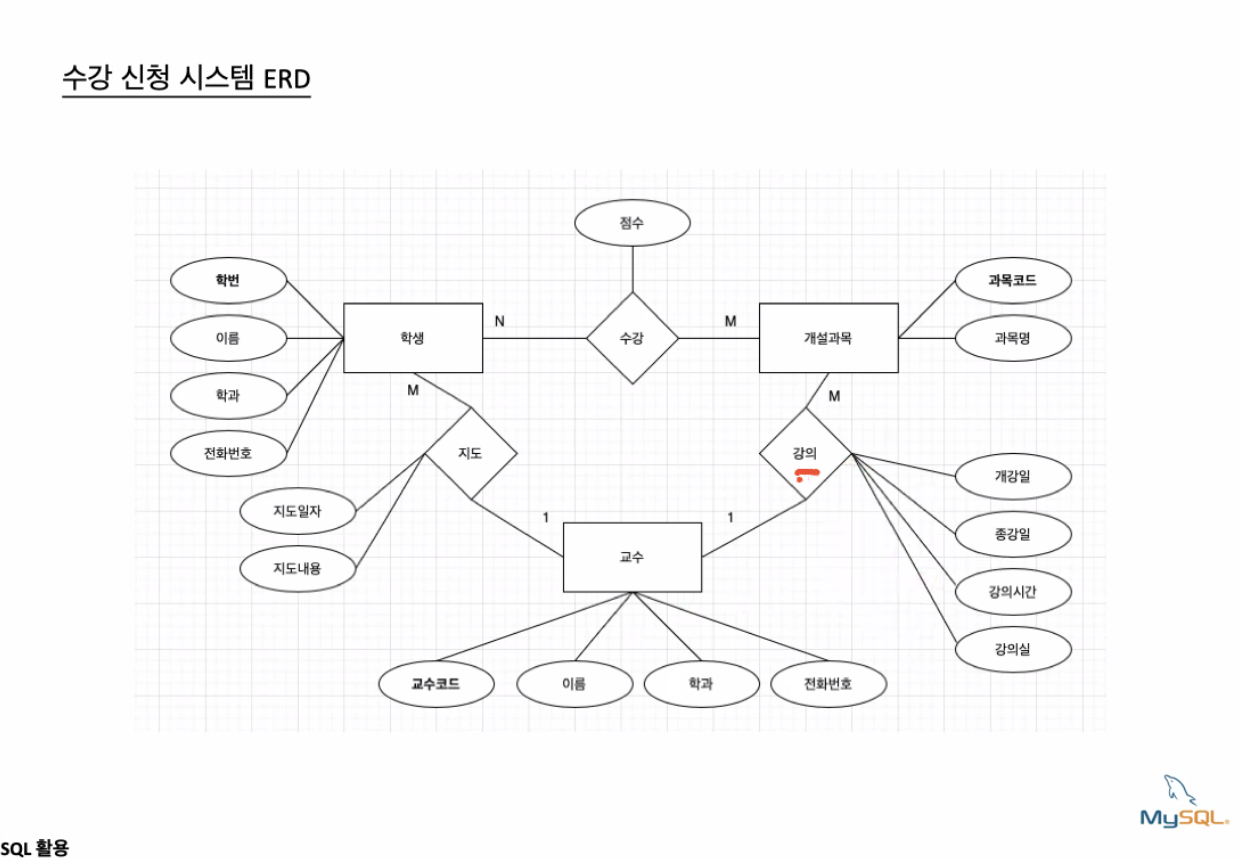 수강 신청 시스템 ERD
점수
학번
이름
학과
전화번호
학생
N
수강
M
개설과목
과목코드
과목명
M
지도
지도일자
지도내용
M
강의
개강일
종강일
강의시간
강의실
1
교수
1
교수코드
이름
학과
전화번호
MySQL
SQL 활용